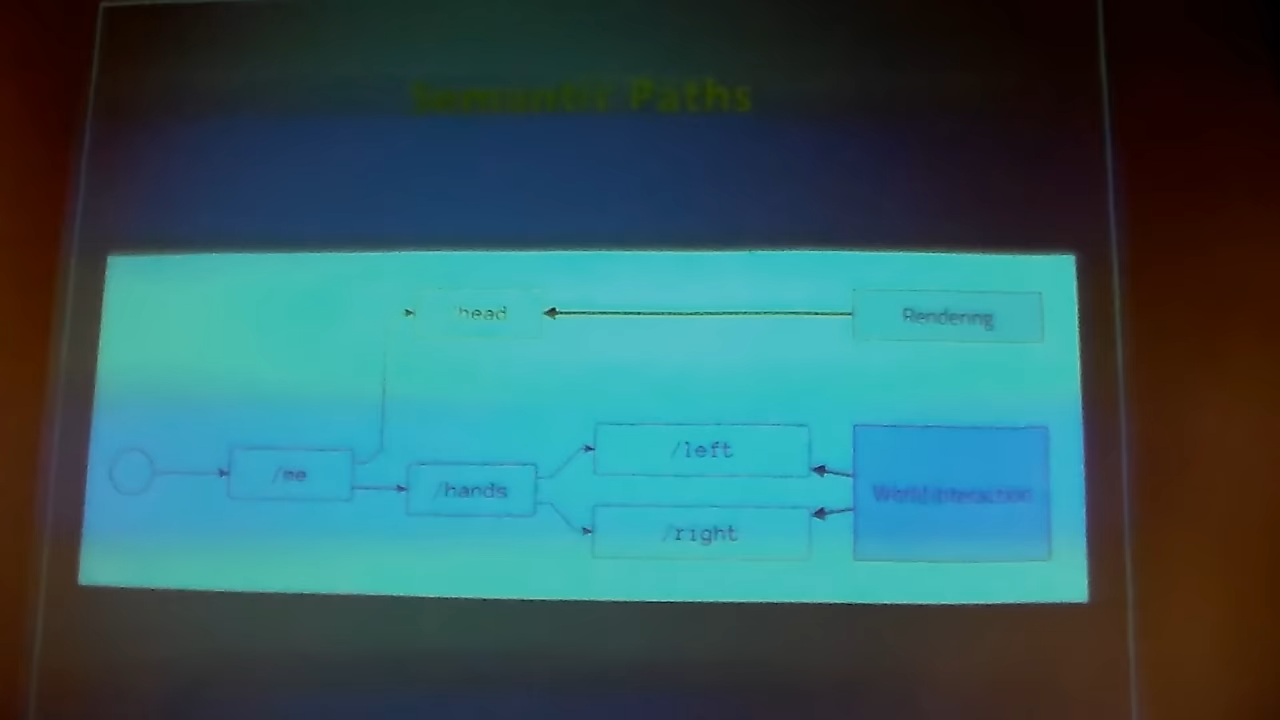 Semantic Paths
/head
Rendering
/me
/hands
/left
/right
World Interaction